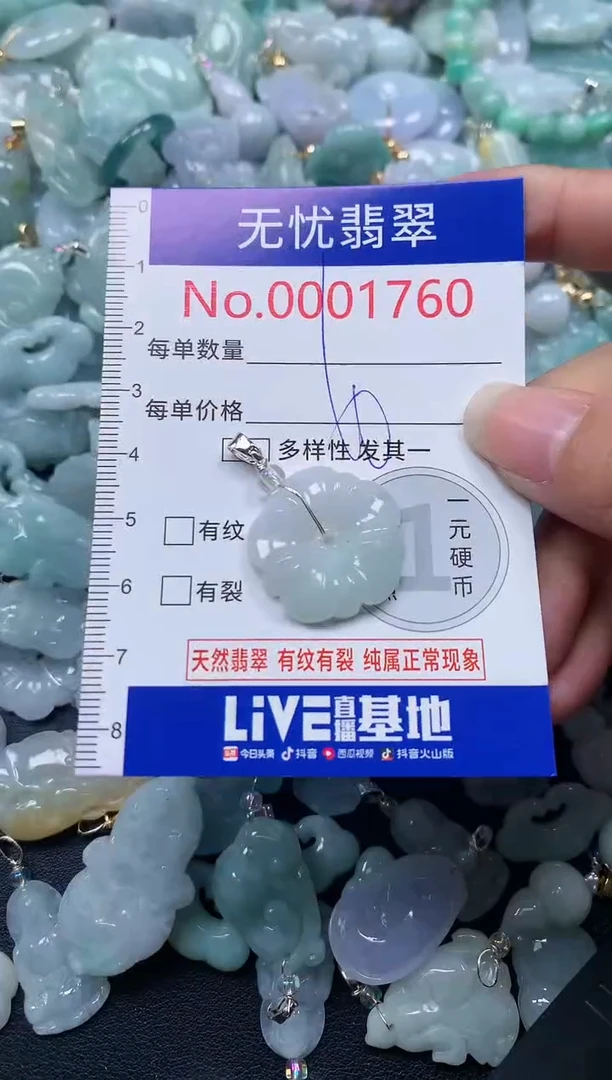 无忧翡翠
No.0001760
每单数量
每单价格
多样性 发其一
有纹
一元硬币
1
有裂
天然翡翠 有纹有裂 纯属正常现象
LiVE直播基地
今日头条 抖音 西瓜视频 抖音火山版
0
1
2
3
4
5
6
7
8